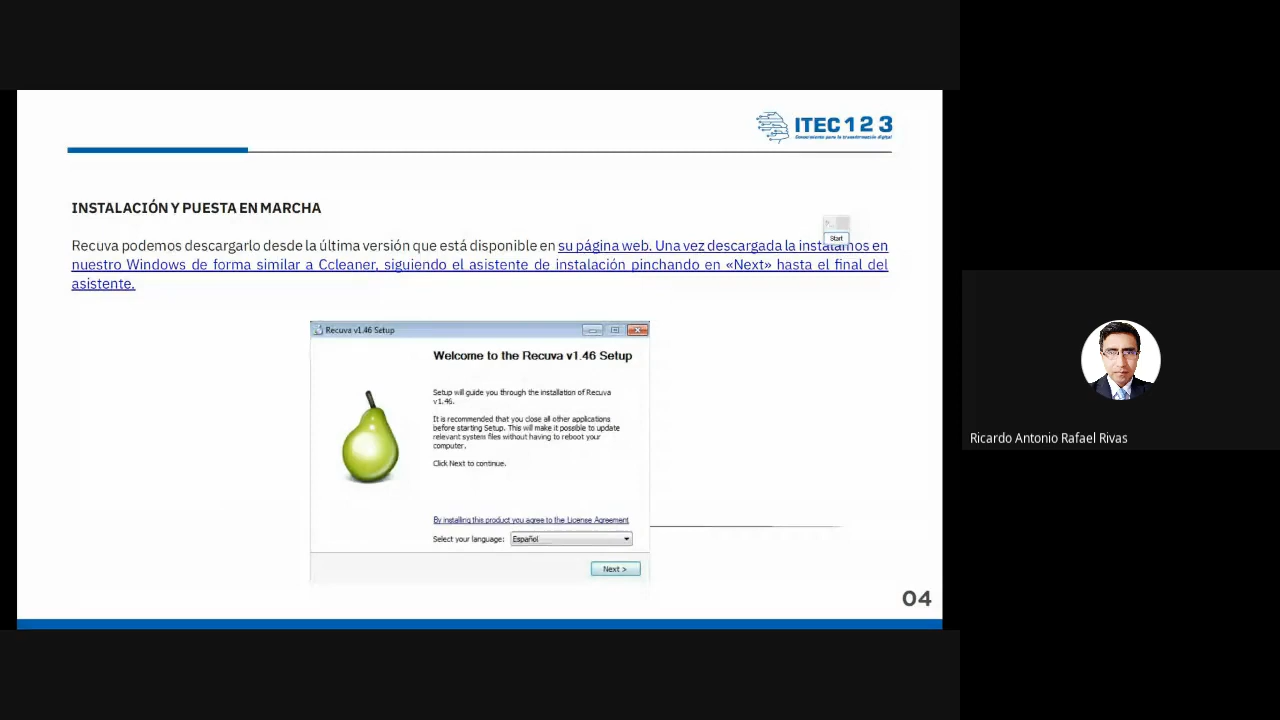 ITEC 1 2 3
Conocimiento para la transformación digital
INSTALACIÓN Y PUESTA EN MARCHA
Start
Recuva podemos descargarlo desde la última versión que está disponible en su página web. Una vez descargada la instalamos en
nuestro Windows de forma similar a Ccleaner, siguiendo el asistente de instalación pinchando en «Next» hasta el final del
asistente.
Recuva v1.46 Setup
Welcome to the Recuva v1.46 Setup
Setup will guide you through the installation of Recuva
v1.46.
It is recommended that you close all other applications
before starting Setup. This will make it possible to update
relevant system files without having to reboot your
computer.
Click Next to continue.
By installing this product you agree to the License Agreement
Select your language: Español
Next >
04
Ricardo Antonio Rafael Rivas